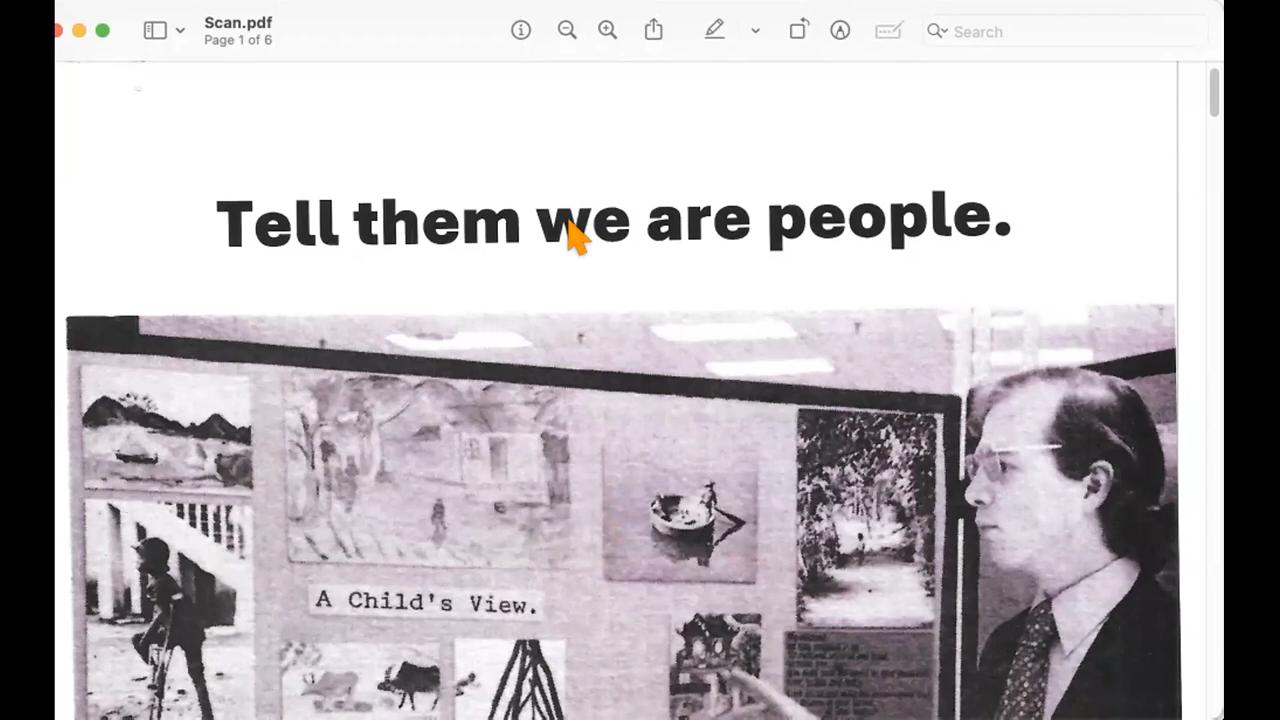 Scan.pdf
Page 1 of 6
Search
Tell them we are people.
A Child's View.